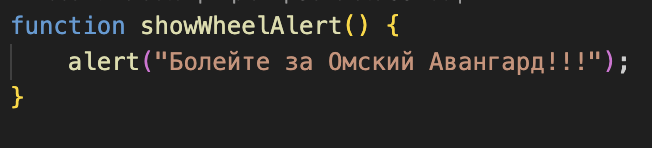 function showWheelAlert() {
alert("Болейте за Омский Авангард!!!");
}